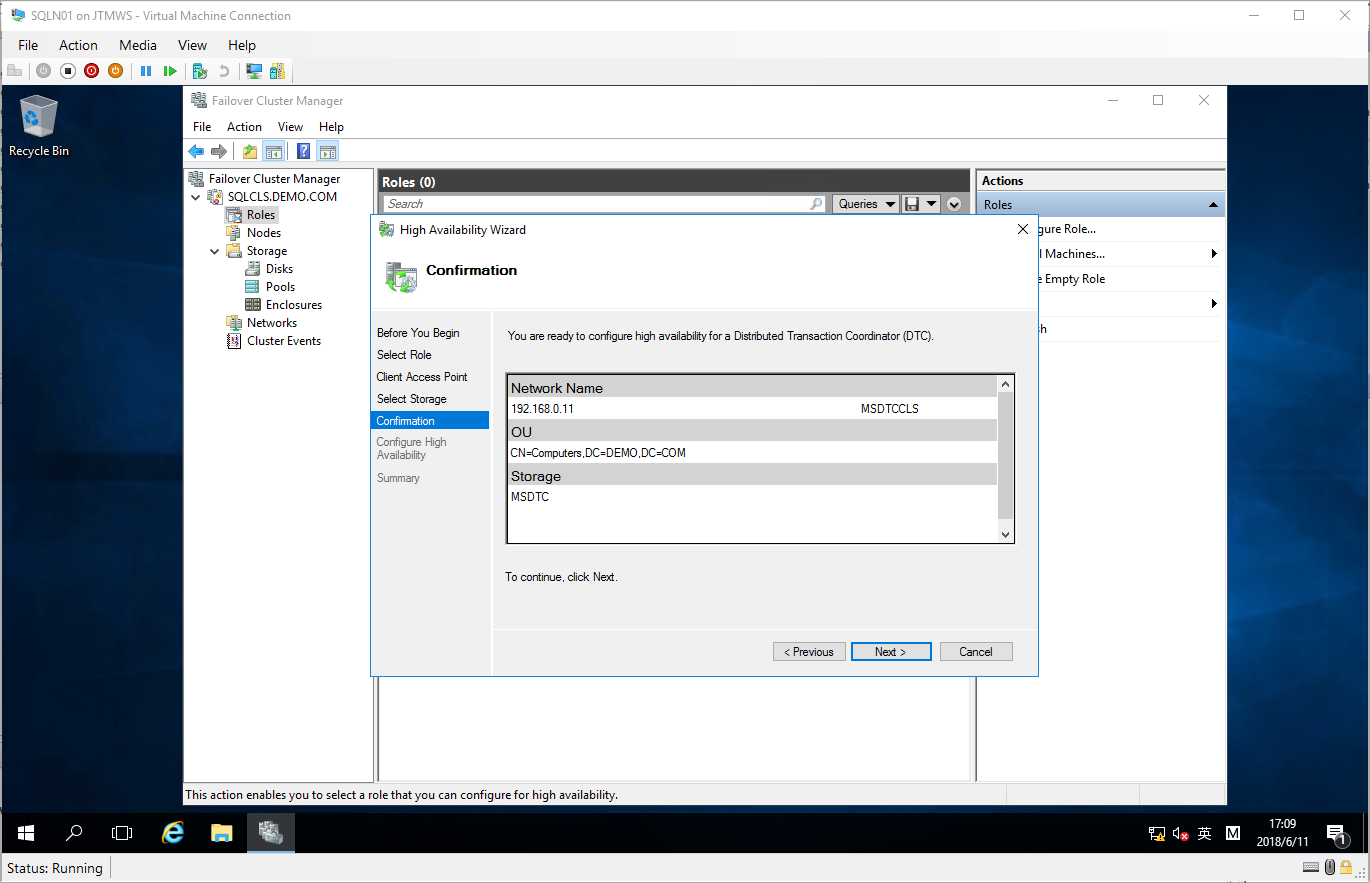 SQLN01 on JTMWS - Virtual Machine Connection
File Action Media View Help
Recycle Bin
Failover Cluster Manager
File Action View Help
Failover Cluster Manager
SQLCLS.DEMO.COM
Roles
Nodes
Storage
Disks
Pools
Enclosures
Networks
Cluster Events
Roles (0)
Search
Queries
Actions
Roles
gure Role...
l Machines...
e Empty Role
sh
High Availability Wizard
Confirmation
Before You Begin
Select Role
Client Access Point
Select Storage
Confirmation
Configure High
Availability
Summary
You are ready to configure high availability for a Distributed Transaction Coordinator (DTC).
Network Name
192.168.0.11 MSDTCCLS
OU
CN=Computers,DC=DEMO,DC=COM
Storage
MSDTC
To continue, click Next.
< Previous Next > Cancel
This action enables you to select a role that you can configure for high availability.
英 M
17:09
2018/6/11
1
Status: Running